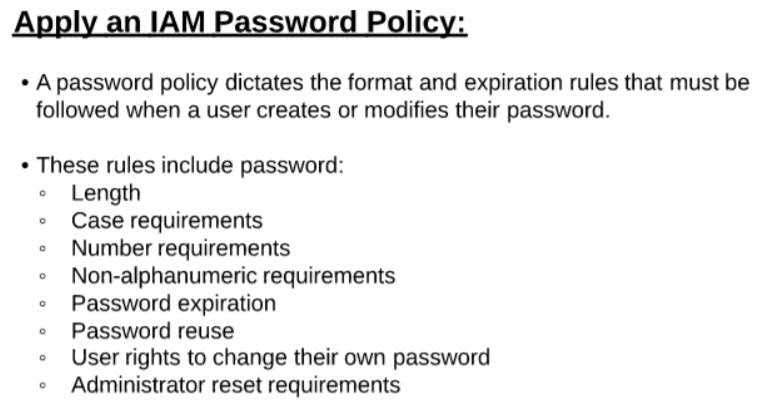 Apply an IAM Password Policy:
• A password policy dictates the format and expiration rules that must be
followed when a user creates or modifies their password.
• These rules include password:
◦ Length
◦ Case requirements
◦ Number requirements
◦ Non-alphanumeric requirements
◦ Password expiration
◦ Password reuse
◦ User rights to change their own password
◦ Administrator reset requirements